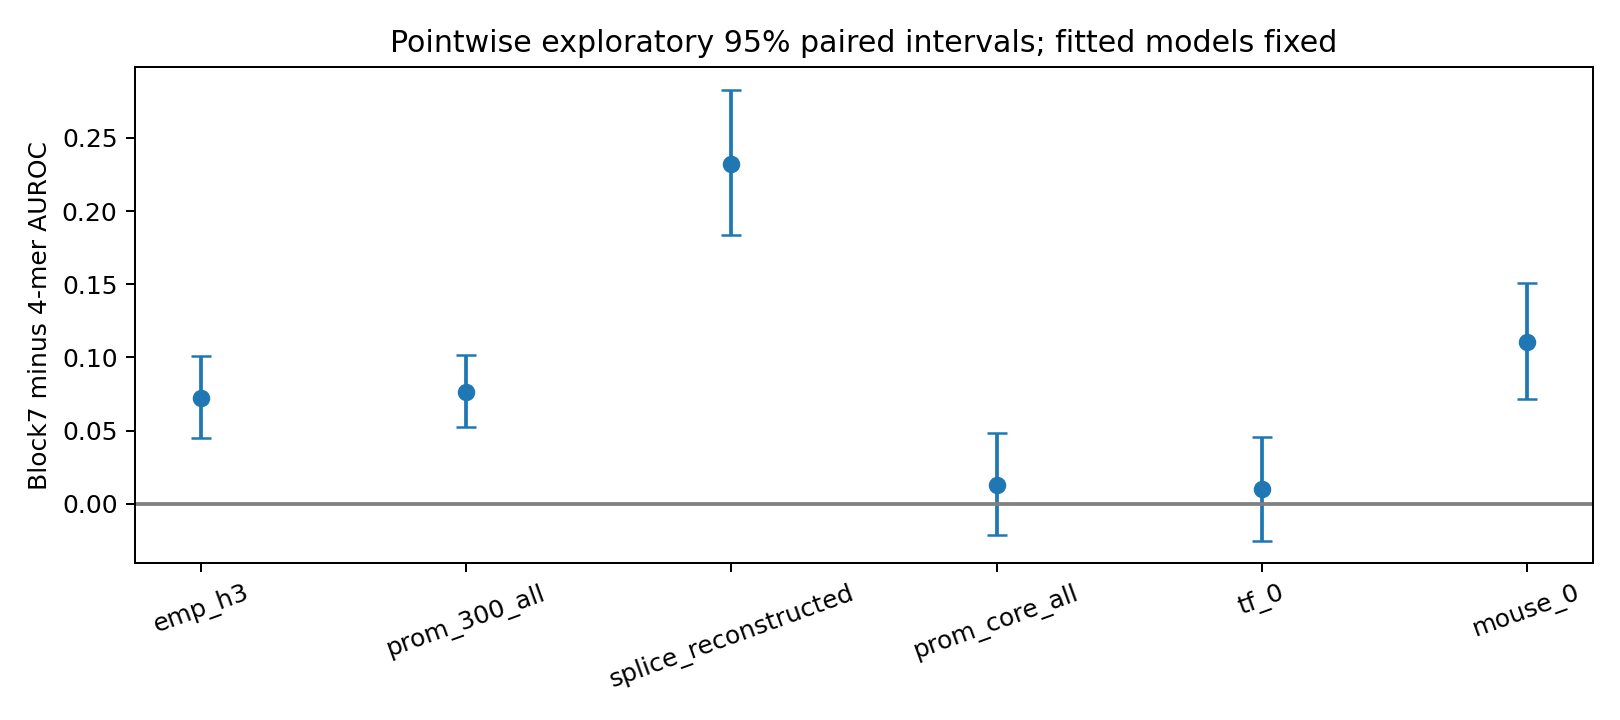 Pointwise exploratory 95% paired intervals; fitted models fixed
Block7 minus 4-mer AUROC
0.25
0.20
0.15
0.10
0.05
0.00
emp_h3
prom_300_all
splice_reconstructed
prom_core_all
tf_0
mouse_0